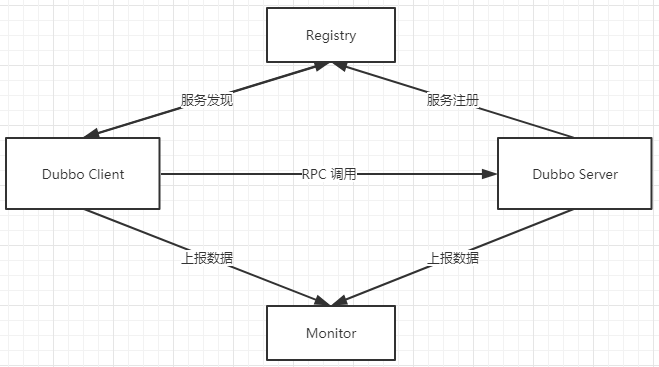 Registry
服务发现
服务注册
Dubbo Client
RPC 调用
Dubbo Server
上报数据
上报数据
Monitor